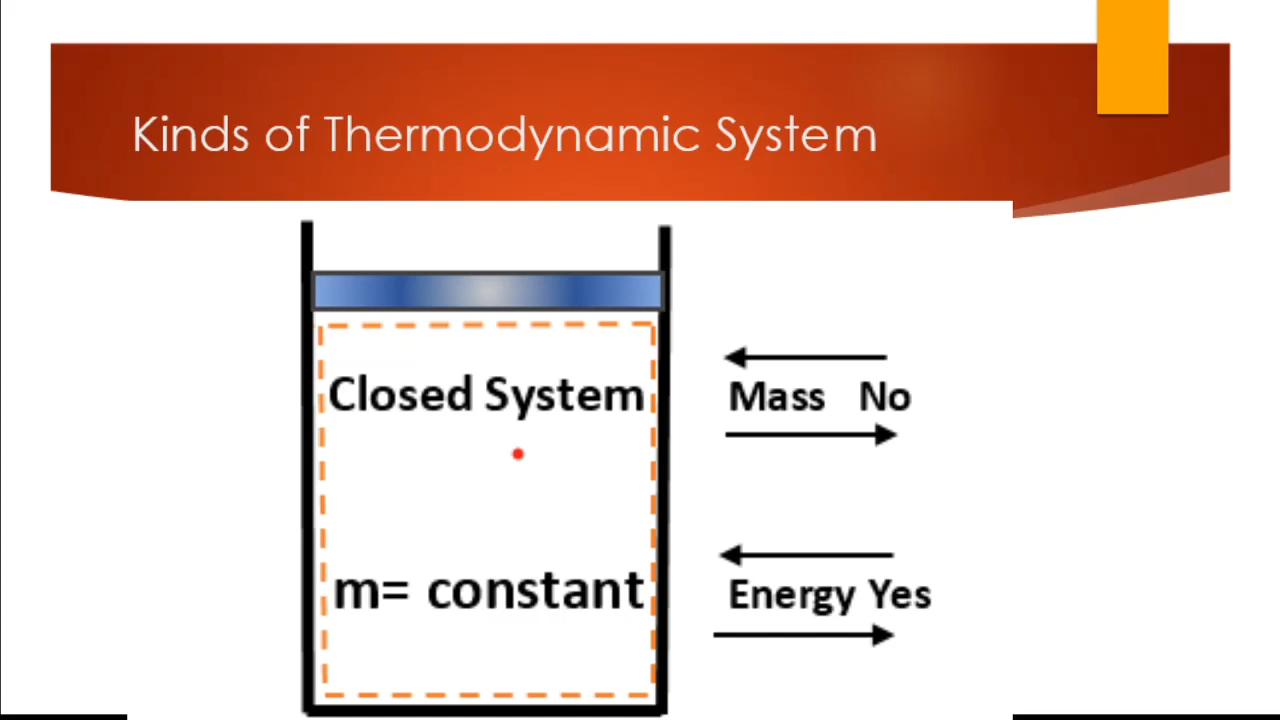 Kinds of Thermodynamic System
Closed System
Mass No
m= constant
Energy Yes